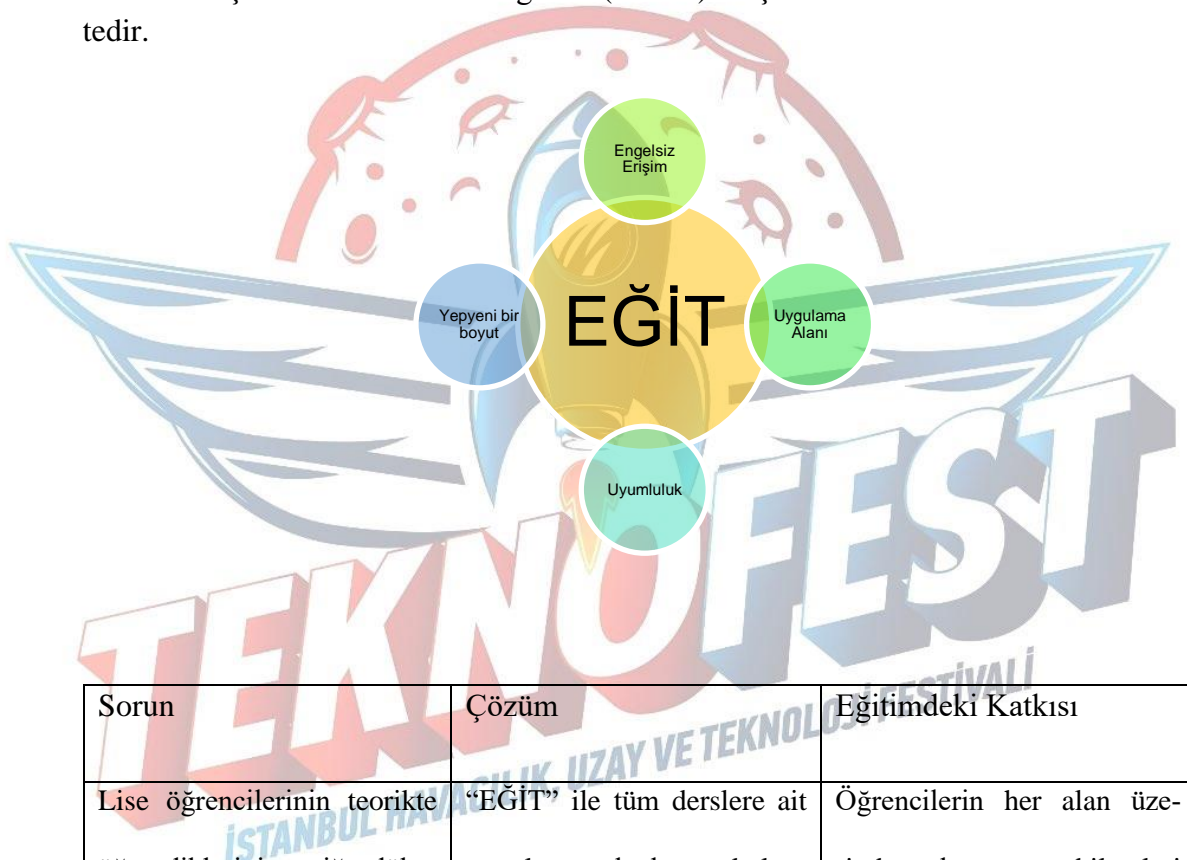 tedir.
Engelsiz
Erişim
Yepyeni bir
boyut
EĞİT
Uygulama
Alanı
Uyumluluk
TEKNOFEST
İSTANBUL HAVACILIK, UZAY VE TEKNOLOJİ FESTİVALİ
Sorun
Çözüm
Eğitimdeki Katkısı
Lise öğrencilerinin teorikte
“EĞİT” ile tüm derslere ait
Öğrencilerin her alan üze-